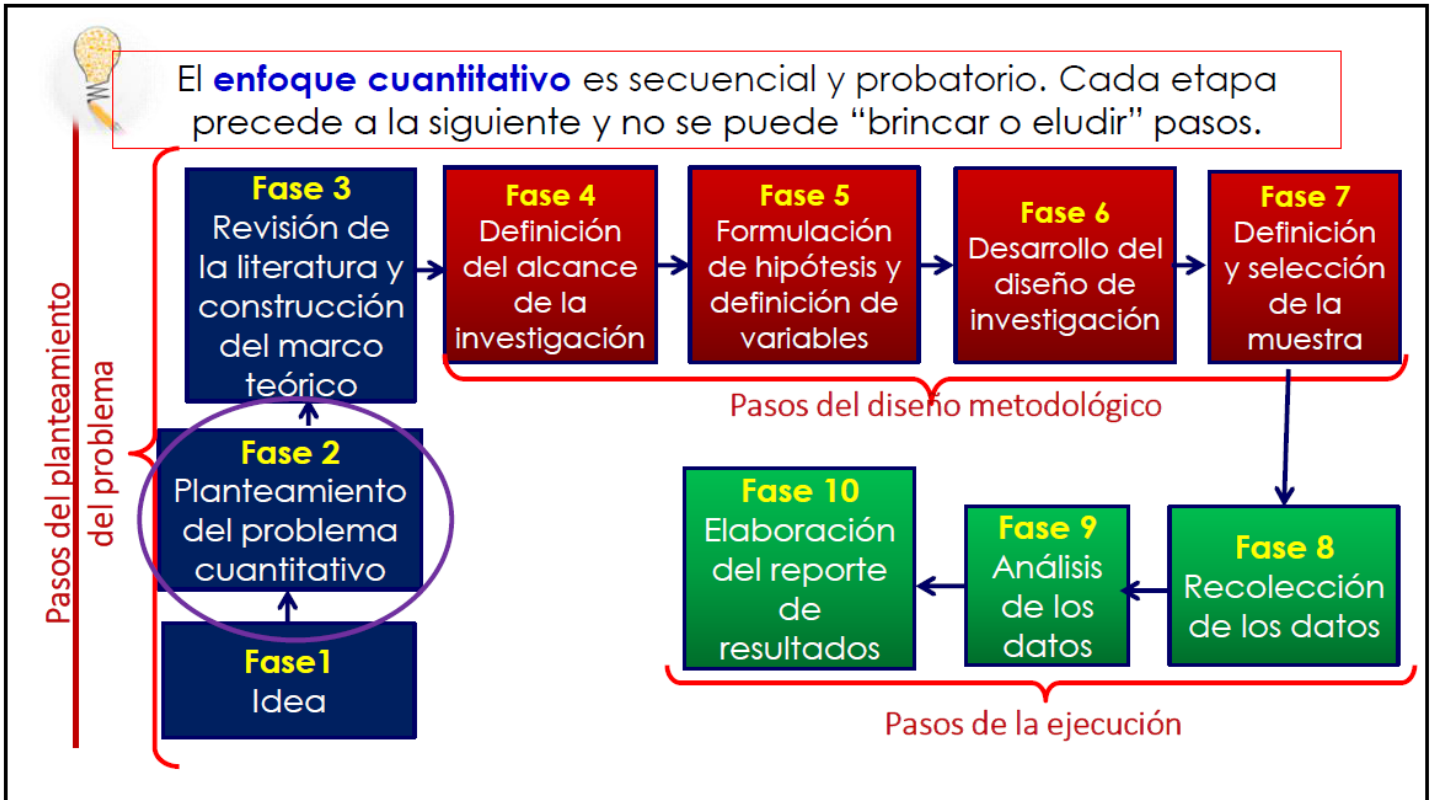 El enfoque cuantitativo es secuencial y probatorio. Cada etapa
precede a la siguiente y no se puede “brincar o eludir” pasos.
Pasos del planteamiento
del problema
Fase 3
Revisión de
la literatura y
construcción
del marco
teórico
Fase 4
Definición
del alcance
de la
investigación
Fase 5
Formulación
de hipótesis y
definición de
variables
Fase 6
Desarrollo del
diseño de
investigación
Fase 7
Definición
y selección
de la
muestra
Pasos del diseño metodológico
Fase 2
Planteamiento
del problema
cuantitativo
Fase1
Idea
Fase 10
Elaboración
del reporte
de
resultados
Fase 9
Análisis
de los
datos
Fase 8
Recolección
de los datos
Pasos de la ejecución